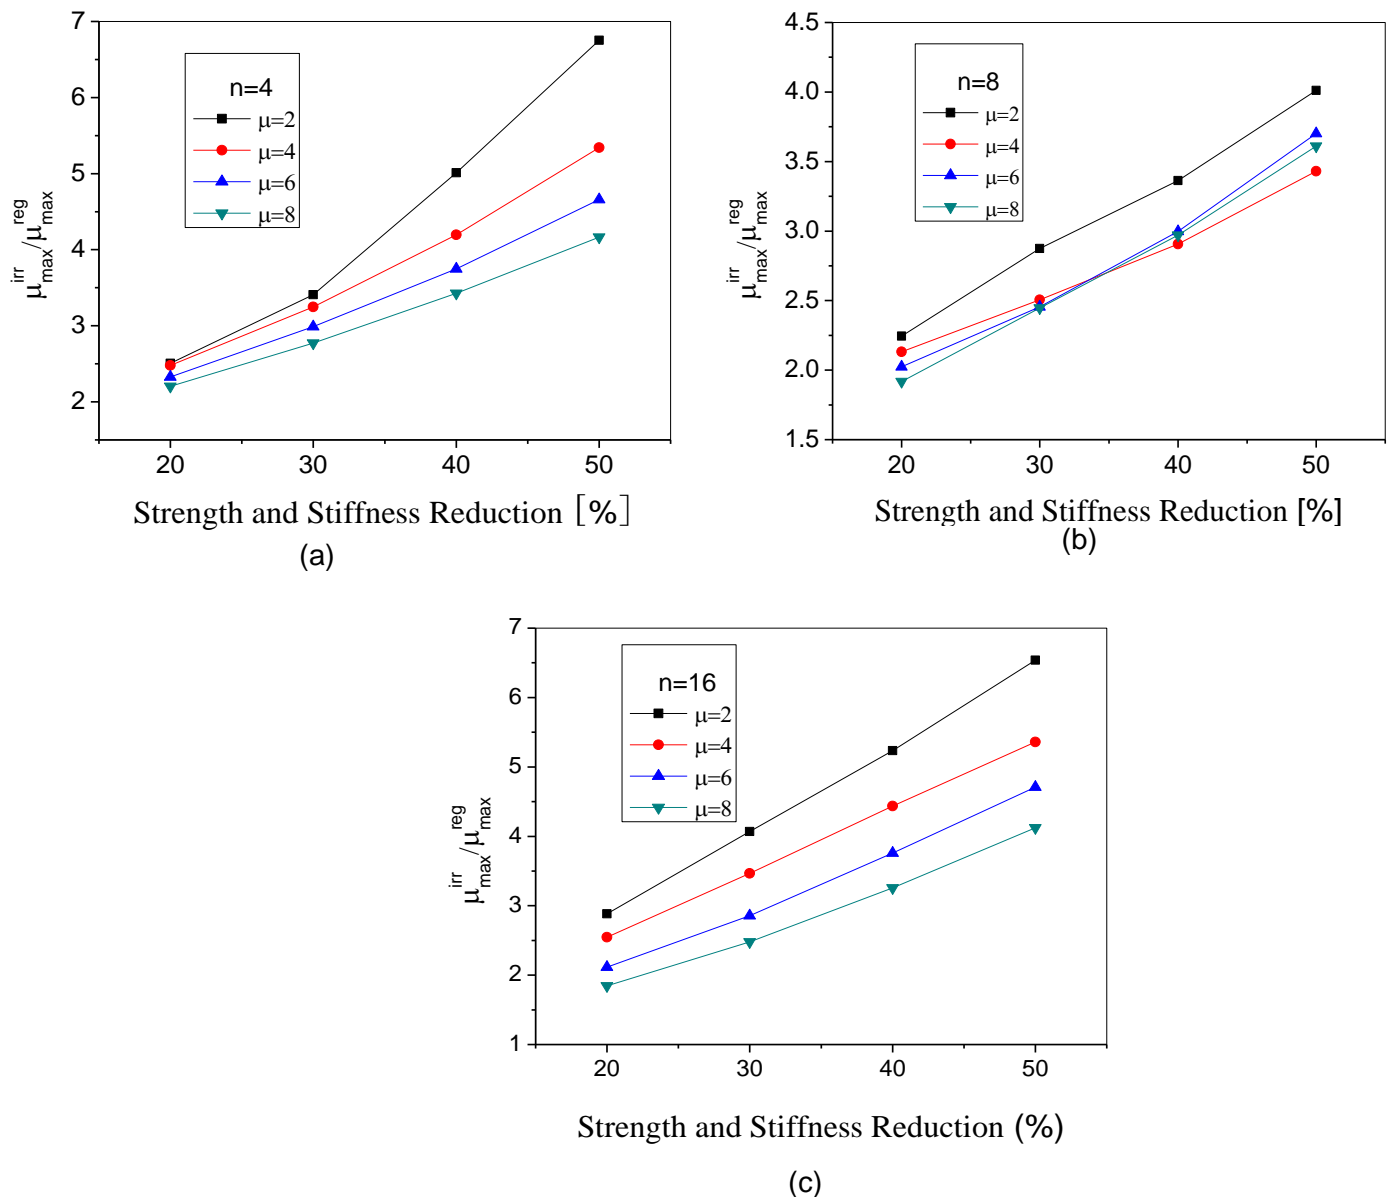 7
6
5
4
3
2
n=4
μ=2
μ=4
μ=6
μ=8
μ^irr_max/μ^reg_max
20 30 40 50
Strength and Stiffness Reduction [%]
(a)
4.5
4.0
3.5
3.0
2.5
2.0
1.5
n=8
μ=2
μ=4
μ=6
μ=8
μ^irr_max/μ^reg_max
20 30 40 50
Strength and Stiffness Reduction [%]
(b)
7
6
5
4
3
2
1
n=16
μ=2
μ=4
μ=6
μ=8
μ^irr_max/μ^reg_max
20 30 40 50
Strength and Stiffness Reduction (%)
(c)